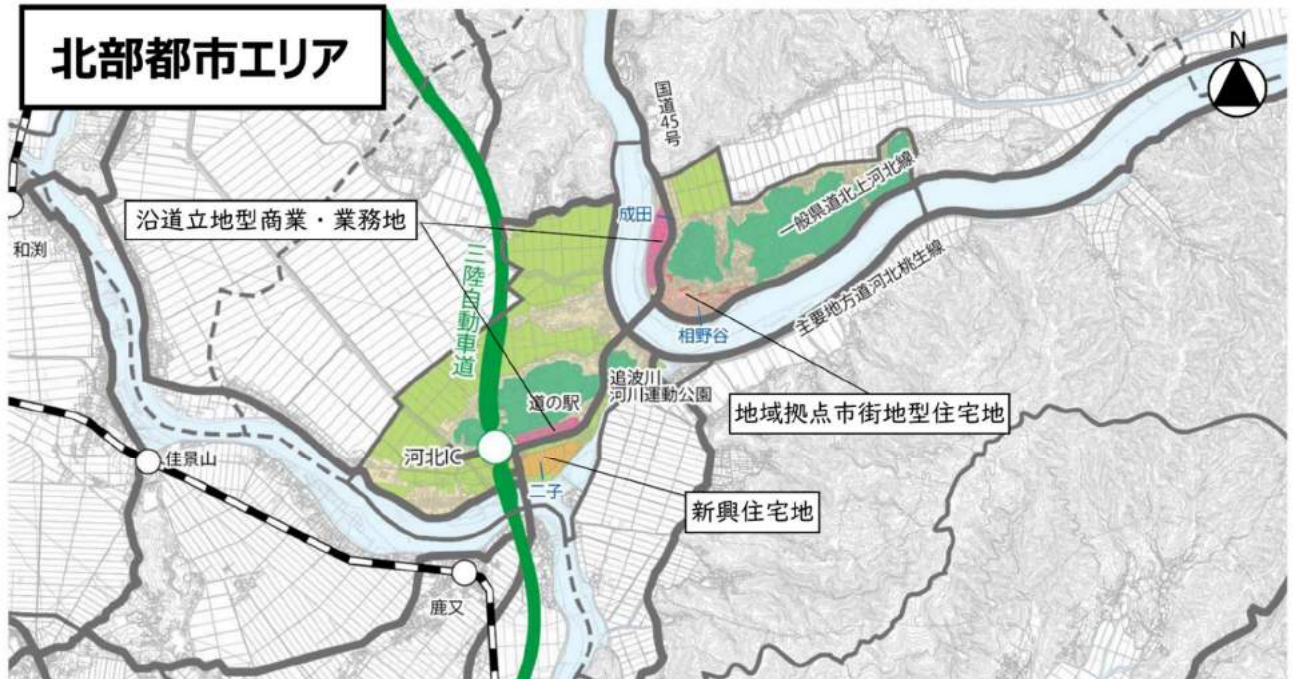 北部都市エリア
N
国道45号
一般県道北上河北線
沿道立地型商業・業務地
成田
和渕
三陸自動車道
主要地方道河北桃生線
相野谷
追波川
河川運動公園
道の駅
地域拠点市街地型住宅地
河北IC
佳景山
二子
新興住宅地
鹿又